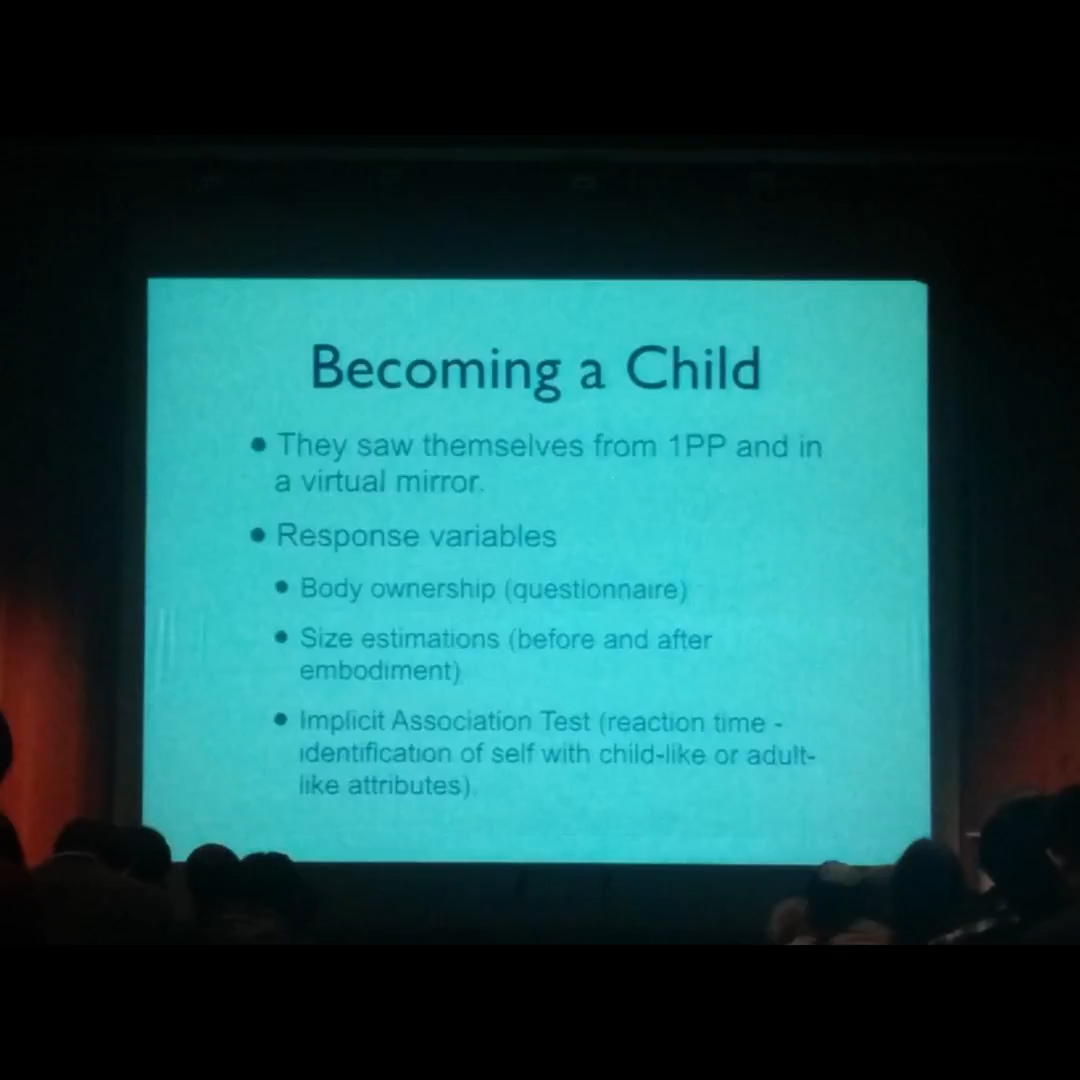 Becoming a Child
• They saw themselves from 1PP and in
a virtual mirror.
• Response variables
• Body ownership (questionnaire)
• Size estimations (before and after
embodiment)
• Implicit Association Test (reaction time -
identification of self with child-like or adult-
like attributes).